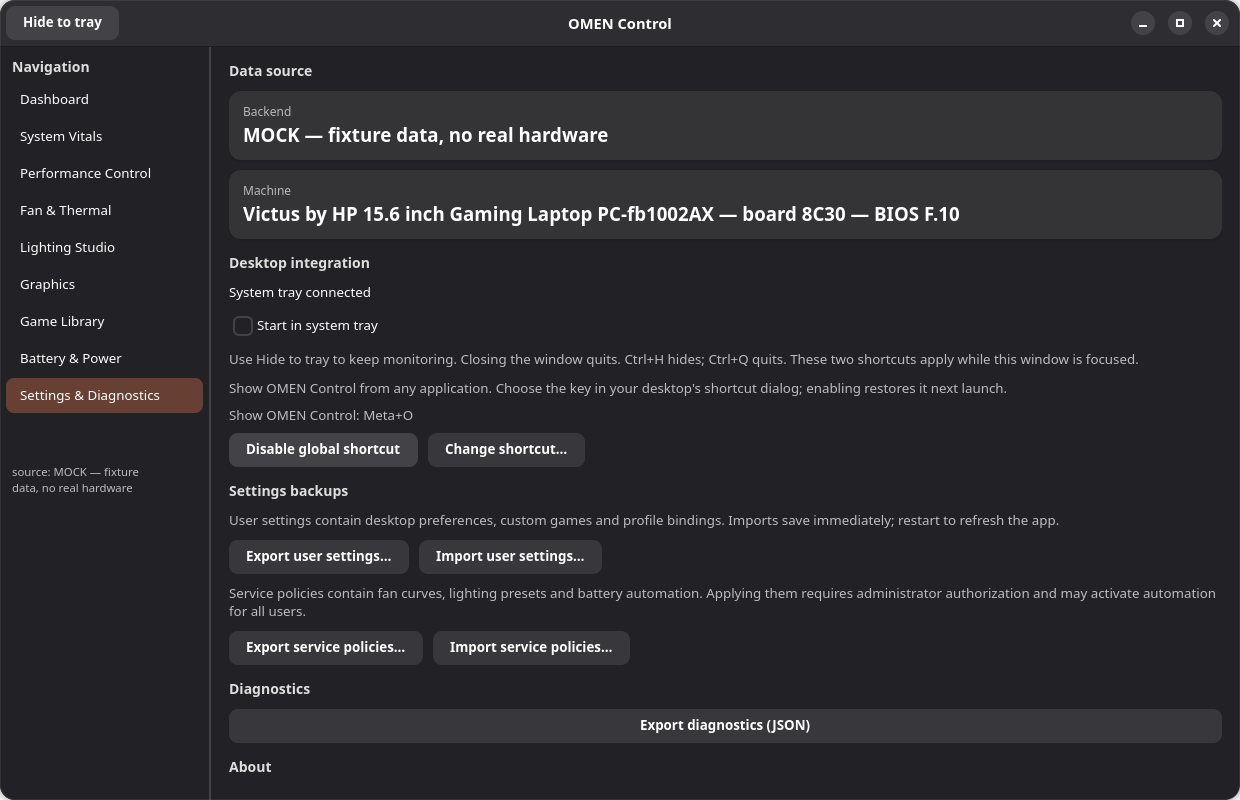 Hide to tray
OMEN Control
Navigation
Dashboard
System Vitals
Performance Control
Fan & Thermal
Lighting Studio
Graphics
Game Library
Battery & Power
Settings & Diagnostics
source: MOCK — fixture
data, no real hardware
Data source
Backend
MOCK — fixture data, no real hardware
Machine
Victus by HP 15.6 inch Gaming Laptop PC-fb1002AX — board 8C30 — BIOS F.10
Desktop integration
System tray connected
Start in system tray
Use Hide to tray to keep monitoring. Closing the window quits. Ctrl+H hides; Ctrl+Q quits. These two shortcuts apply while this window is focused.
Show OMEN Control from any application. Choose the key in your desktop's shortcut dialog; enabling restores it next launch.
Show OMEN Control: Meta+O
Disable global shortcut
Change shortcut...
Settings backups
User settings contain desktop preferences, custom games and profile bindings. Imports save immediately; restart to refresh the app.
Export user settings...
Import user settings...
Service policies contain fan curves, lighting presets and battery automation. Applying them requires administrator authorization and may activate automation
for all users.
Export service policies...
Import service policies...
Diagnostics
Export diagnostics (JSON)
About